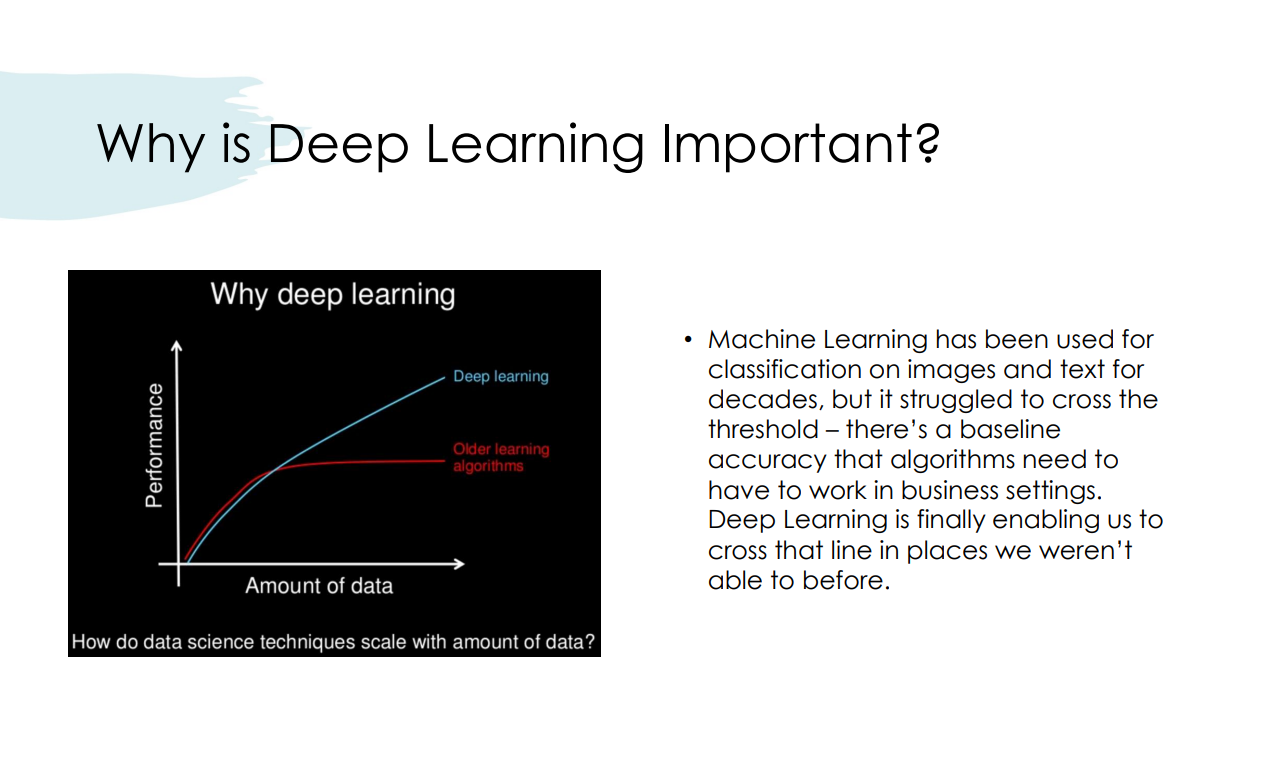 Why is Deep Learning Important?
Why deep learning
Performance
Deep learning
Older learning
algorithms
Amount of data
How do data science techniques scale with amount of data?
• Machine Learning has been used for
classification on images and text for
decades, but it struggled to cross the
threshold – there’s a baseline
accuracy that algorithms need to
have to work in business settings.
Deep Learning is finally enabling us to
cross that line in places we weren’t
able to before.